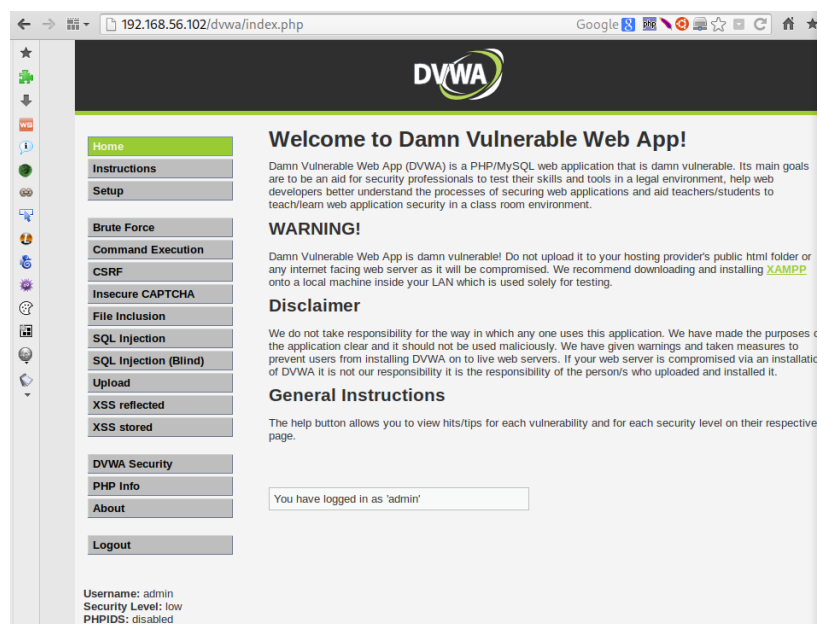 192.168.56.102/dvwa/index.php
Google
php
WB
DVWA
Home
Instructions
Setup
Brute Force
Command Execution
CSRF
Insecure CAPTCHA
File Inclusion
SQL Injection
SQL Injection (Blind)
Upload
XSS reflected
XSS stored
DVWA Security
PHP Info
About
Logout
Username: admin
Security Level: low
PHPIDS: disabled
Welcome to Damn Vulnerable Web App!
Damn Vulnerable Web App (DVWA) is a PHP/MySQL web application that is damn vulnerable. Its main goals
are to be an aid for security professionals to test their skills and tools in a legal environment, help web
developers better understand the processes of securing web applications and aid teachers/students to
teach/learn web application security in a class room environment.
WARNING!
Damn Vulnerable Web App is damn vulnerable! Do not upload it to your hosting provider's public html folder or
any internet facing web server as it will be compromised. We recommend downloading and installing XAMPP
onto a local machine inside your LAN which is used solely for testing.
Disclaimer
We do not take responsibility for the way in which any one uses this application. We have made the purposes
the application clear and it should not be used maliciously. We have given warnings and taken measures to
prevent users from installing DVWA on to live web servers. If your web server is compromised via an installatio
of DVWA it is not our responsibility it is the responsibility of the person/s who uploaded and installed it.
General Instructions
The help button allows you to view hits/tips for each vulnerability and for each security level on their respective
page.
You have logged in as 'admin'